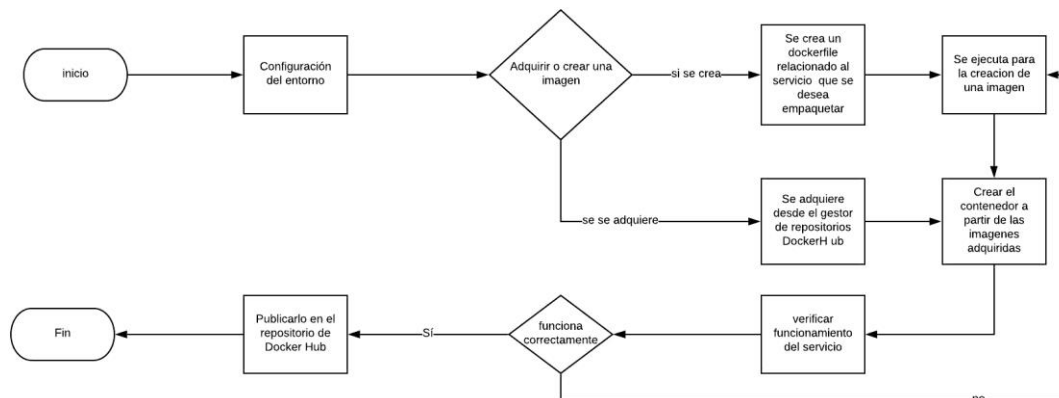 inicio
Configuración
del entorno
Adquirir o crear una
imagen
si se crea
Se crea un
dockerfile
relacionado al
servicio que se
desea
empaquetar
Se ejecuta para
la creacion de
una imagen
se se adquiere
Se adquiere
desde el gestor
de repositorios
DockerH ub
Crear el
contenedor a
partir de las
imagenes
adquiridas
verificar
funcionamiento
del servicio
funciona
correctamente
Sí
Publicarlo en el
repositorio de
Docker Hub
Fin
no